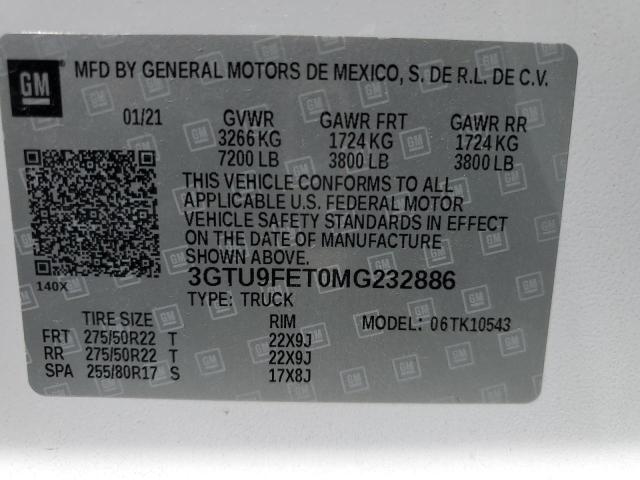 GM MFD BY GENERAL MOTORS DE MEXICO, S. DE R.L. DE C.V.
01/21 GVWR GAWR FRT GAWR RR
3266 KG 1724 KG 1724 KG
7200 LB 3800 LB 3800 LB
THIS VEHICLE CONFORMS TO ALL
APPLICABLE U.S. FEDERAL MOTOR
VEHICLE SAFETY STANDARDS IN EFFECT
ON THE DATE OF MANUFACTURE
SHOWN ABOVE.
140X 3GTU9FET0MG232886
TYPE: TRUCK
TIRE SIZE RIM MODEL: 06TK10543
FRT 275/50R22 T 22X9J
RR 275/50R22 T 22X9J
SPA 255/80R17 S 17X8J